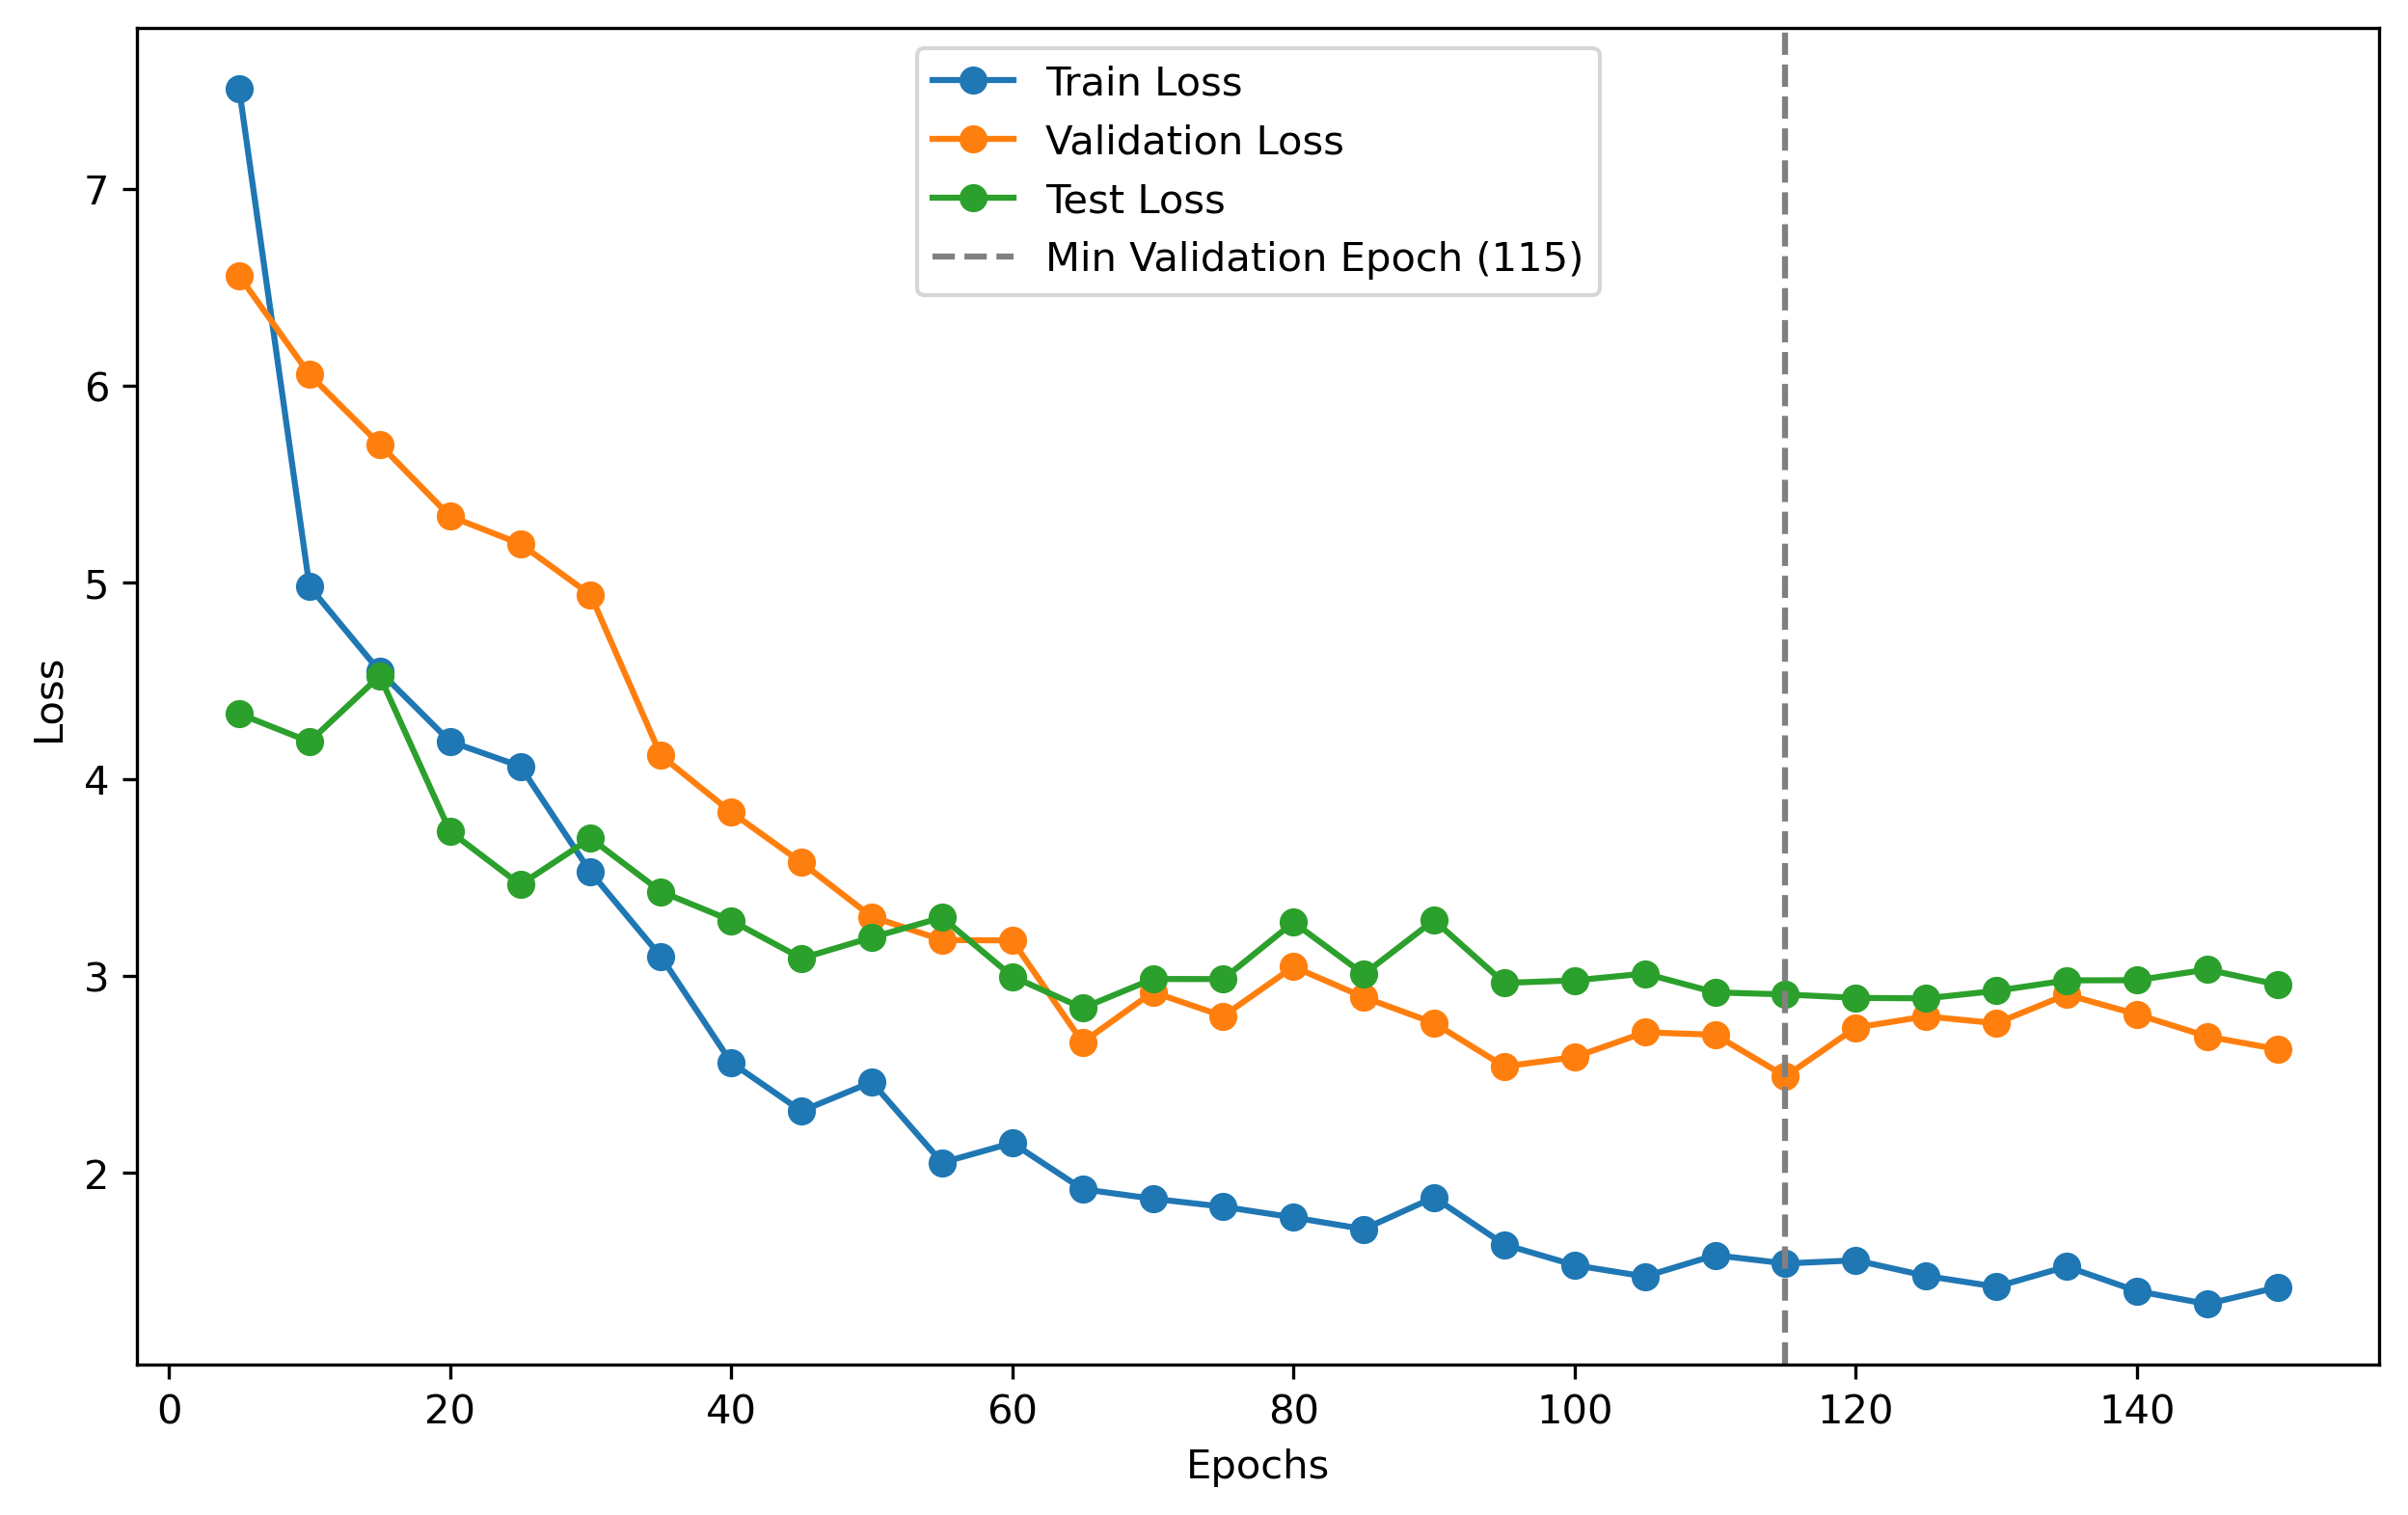 Train Loss
Validation Loss
Test Loss
Min Validation Epoch (115)
7
6
5
4
3
2
Loss
0 20 40 60 80 100 120 140
Epochs